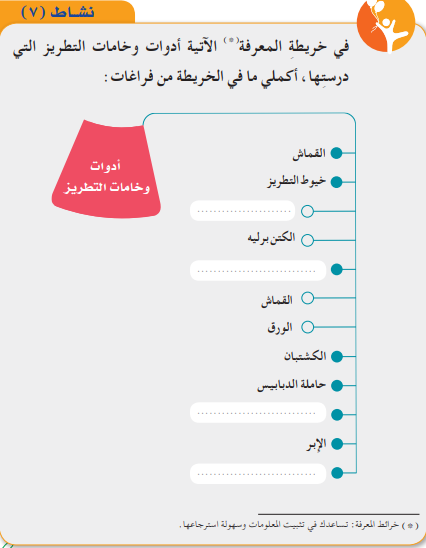 نشاط (٧)
في خريطةِ المعرفة(*) الآتية أدوات وخامات التطريز التي
درستِها، أكملي ما في الخريطة من فراغات:
أدوات
وخامات التطريز
القماش
خيوط التطريز
..........................
الكتن برليه
................................
القماش
الورق
الكشتبان
حاملة الدبابيس
................................
الإبر
................................
(*) خرائط المعرفة: تساعدك في تثبيت المعلومات وسهولة استرجاعها.